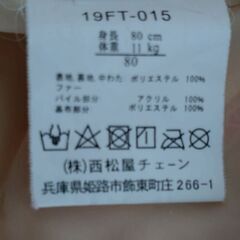 19FT-015
身長 80 cm
体重 11 kg
80
表地 裏地 中わた ポリエステル 100%
ファー
パイル部分 アクリル 100%
基布部分 ポリエステル 100%
(株)西松屋チェーン
兵庫県姫路市飾東町庄 266-1